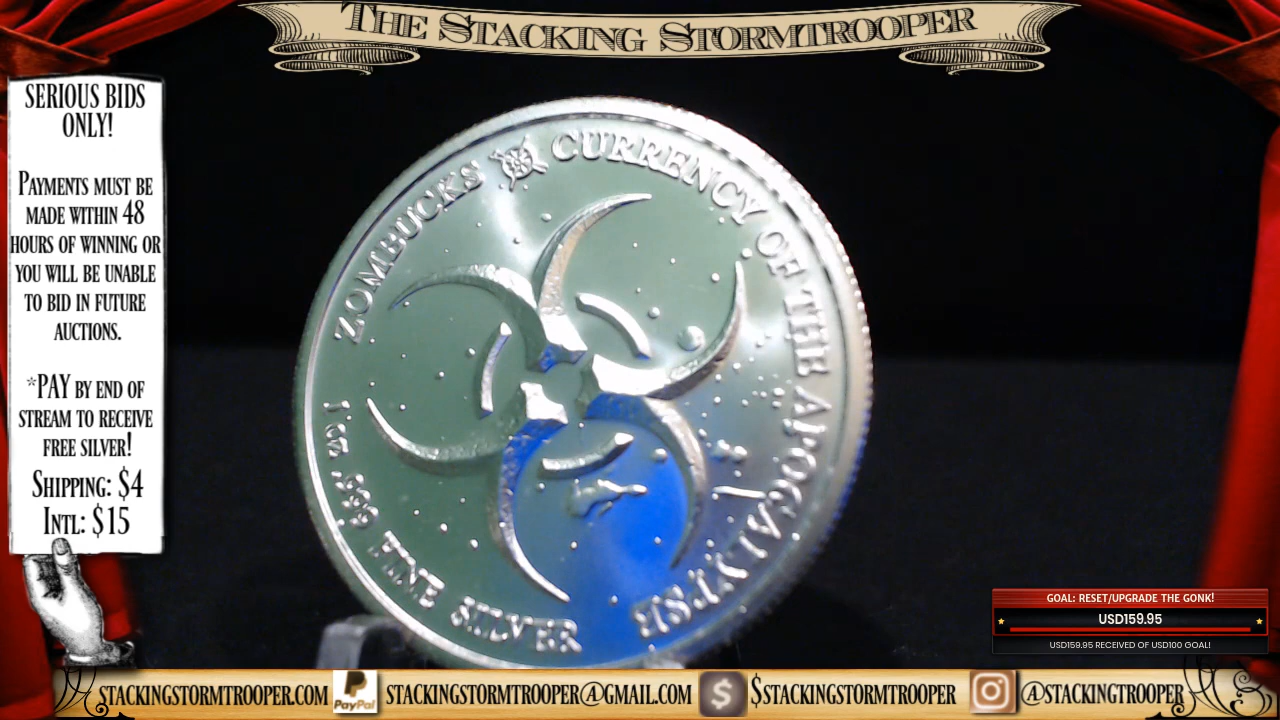 THE STACKING STORMTROOPER
SERIOUS BIDS
ONLY!
PAYMENTS MUST BE
MADE WITHIN 48
HOURS OF WINNING OR
YOU WILL BE UNABLE
TO BID IN FUTURE
AUCTIONS.
*PAY BY END OF
STREAM TO RECEIVE
FREE SILVER!
SHIPPING: $4
INTL: $15
ZOMBUCKS CURRENCY OF THE APOCALYPSE
1 OZ .999 FINE SILVER
GOAL: RESET/UPGRADE THE GONK!
USD159.95
USD159.95 RECEIVED OF USD100 GOAL!
STACKINGSTORMTROOPER.COM
PayPal
STACKINGSTORMTROOPER@GMAIL.COM
$
$STACKINGSTORMTROOPER
@STACKINGTROOPER